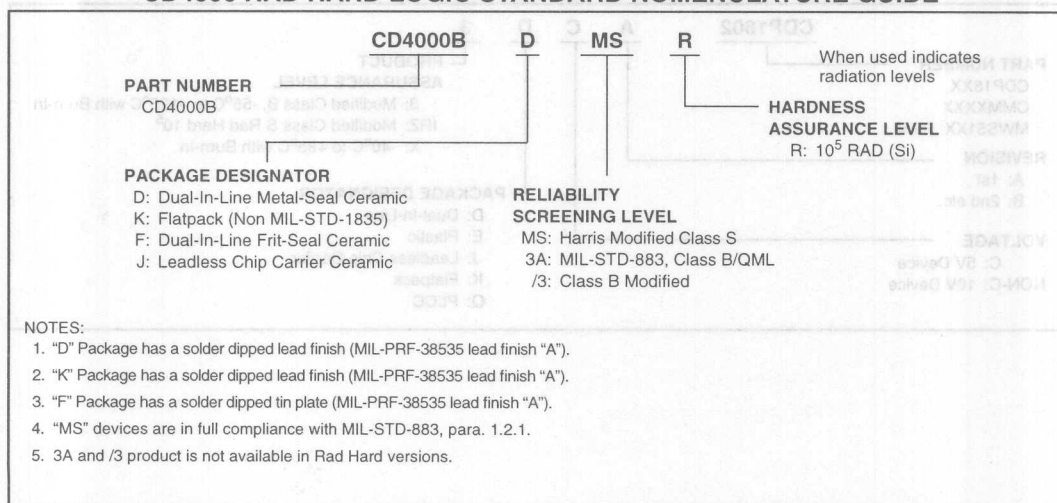 CD4000 RAD HARD LOGIC STANDARD NOMENCLATURE GUIDE
CD4000B D MS R
When used indicates
radiation levels
PART NUMBER
CD4000B
HARDNESS
ASSURANCE LEVEL
R: 10⁵ RAD (Si)
PACKAGE DESIGNATOR
D: Dual-In-Line Metal-Seal Ceramic
K: Flatpack (Non MIL-STD-1835)
F: Dual-In-Line Frit-Seal Ceramic
J: Leadless Chip Carrier Ceramic
RELIABILITY
SCREENING LEVEL
MS: Harris Modified Class S
3A: MIL-STD-883, Class B/QML
/3: Class B Modified
NOTES:
1. “D” Package has a solder dipped lead finish (MIL-PRF-38535 lead finish “A”).
2. “K” Package has a solder dipped lead finish (MIL-PRF-38535 lead finish “A”).
3. “F” Package has a solder dipped tin plate (MIL-PRF-38535 lead finish “A”).
4. “MS” devices are in full compliance with MIL-STD-883, para. 1.2.1.
5. 3A and /3 product is not available in Rad Hard versions.